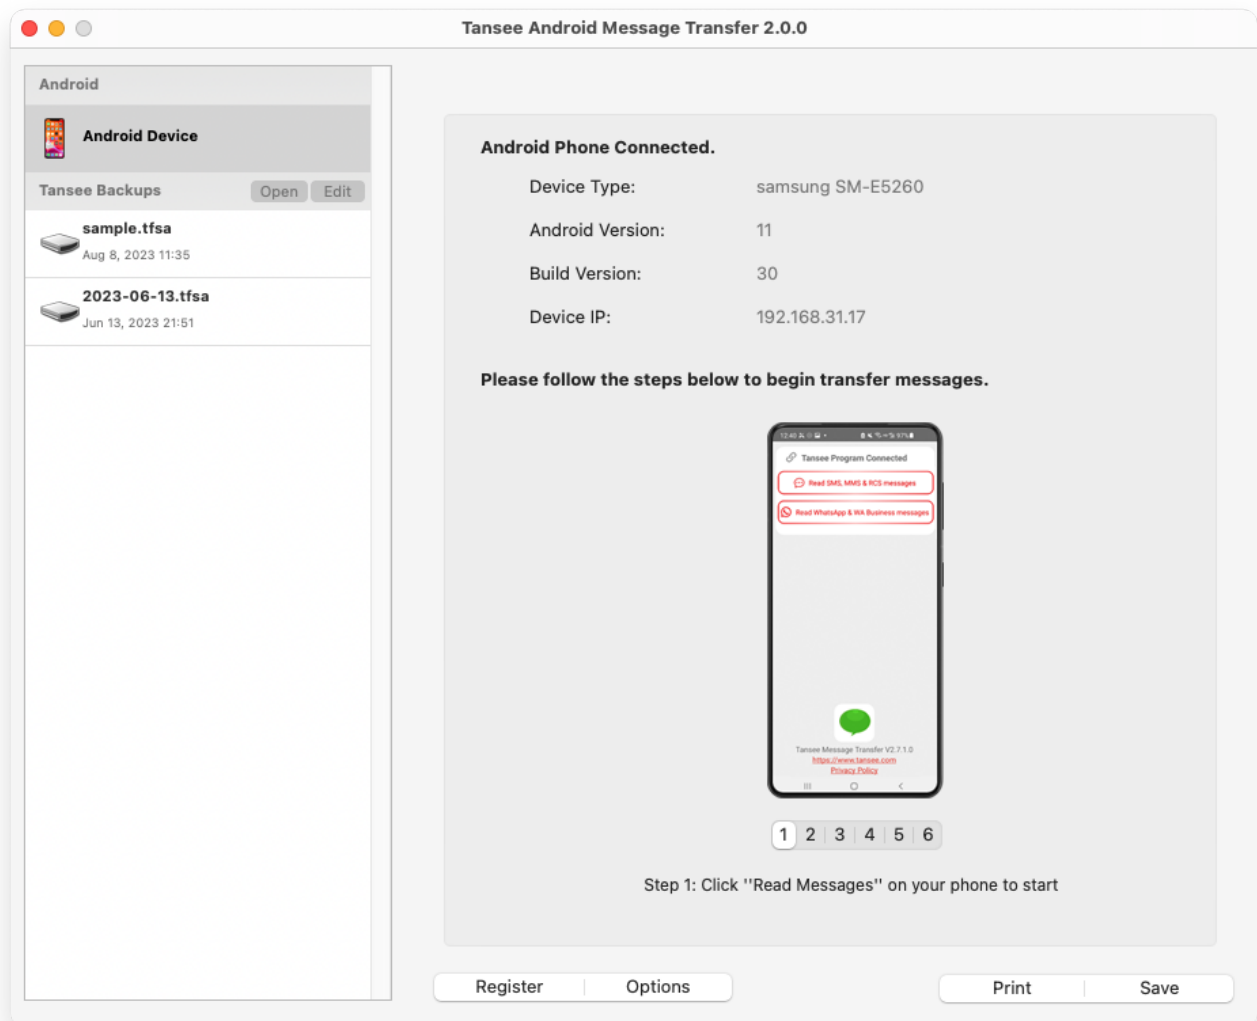 Tansee Android Message Transfer 2.0.0
Android
Android Device
Tansee Backups Open Edit
sample.tfsa
Aug 8, 2023 11:35
2023-06-13.tfsa
Jun 13, 2023 21:51
Android Phone Connected.
Device Type: samsung SM-E5260
Android Version: 11
Build Version: 30
Device IP: 192.168.31.17
Please follow the steps below to begin transfer messages.
12:40 97%
Tansee Program Connected
Read SMS, MMS & RCS messages
Read WhatsApp & WA Business messages
Tansee Message Transfer V2.7.1.0
https://www.tansee.com
Privacy Policy
1 2 3 4 5 6
Step 1: Click ''Read Messages'' on your phone to start
Register Options Print Save